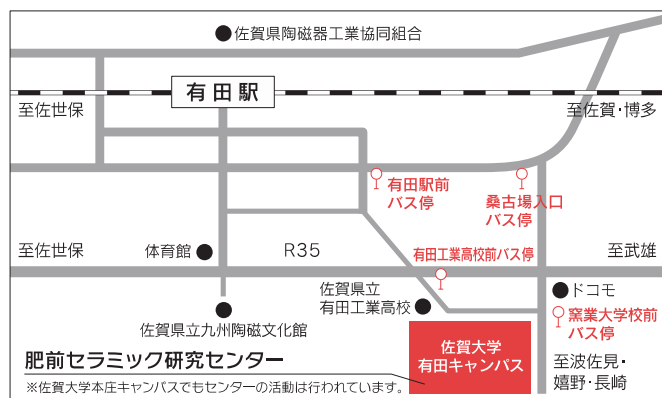 佐賀県陶磁器工業協同組合
有田駅
至佐世保
至佐賀・博多
有田駅前
バス停
桑古場入口
バス停
至佐世保
体育館
R35
有田工業高校前バス停
至武雄
佐賀県立
有田工業高校
ドコモ
佐賀県立九州陶磁文化館
窯業大学校前
バス停
佐賀大学
有田キャンパス
肥前セラミック研究センター
※佐賀大学本庄キャンパスでもセンターの活動は行われています。
至波佐見・
嬉野・長崎